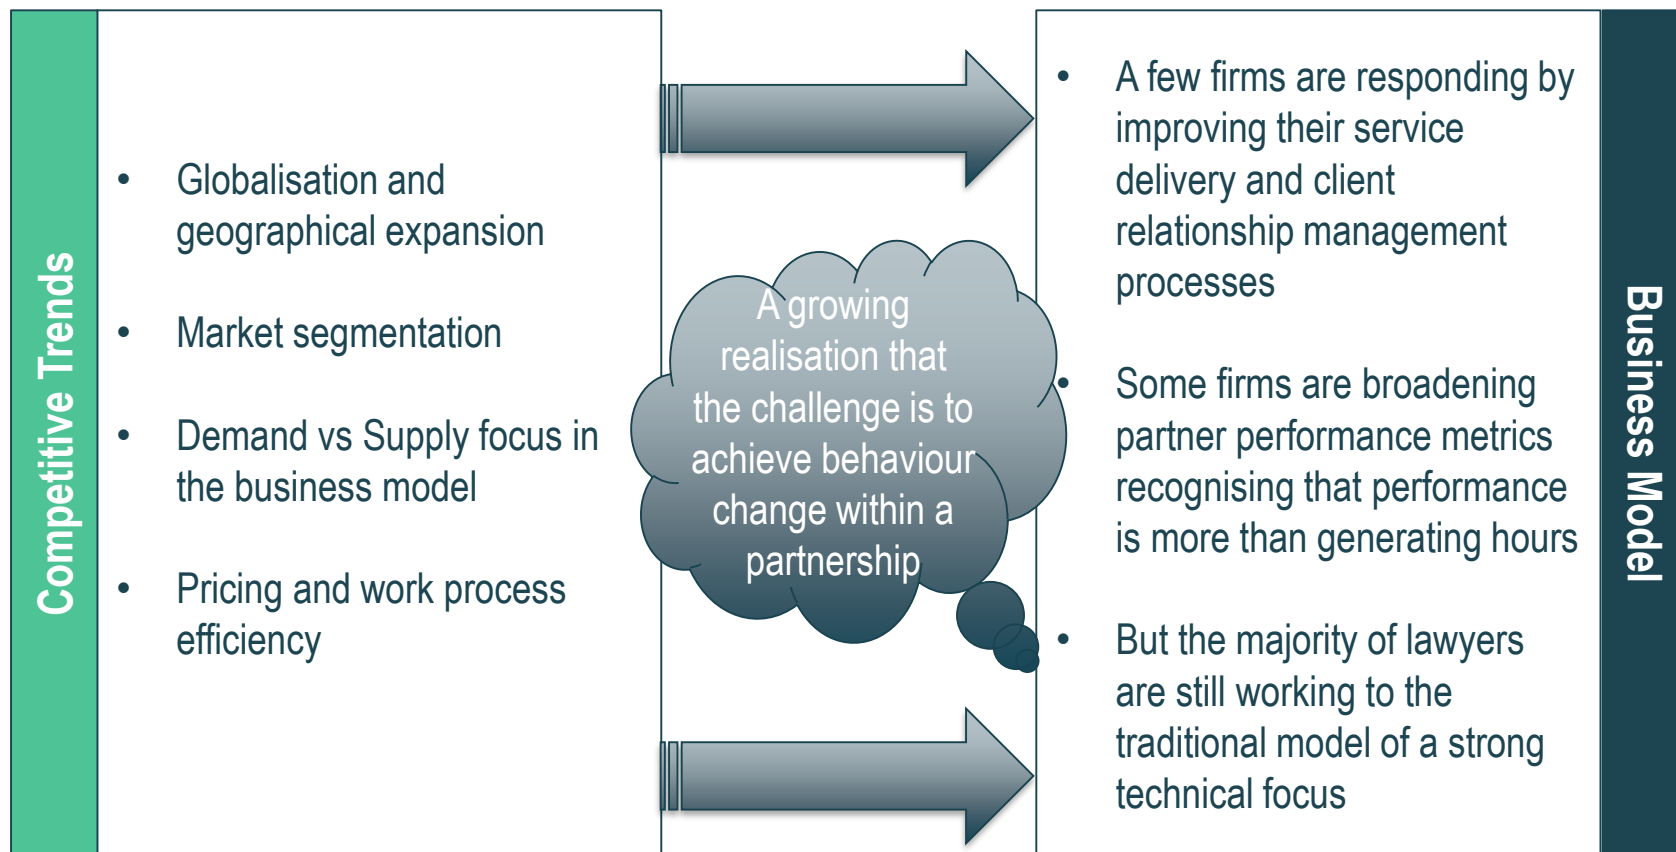 Competitive Trends
• Globalisation and
geographical expansion
• Market segmentation
• Demand vs Supply focus in
the business model
• Pricing and work process
efficiency
A growing
realisation that
the challenge is to
achieve behaviour
change within a
partnership
• A few firms are responding by
improving their service
delivery and client
relationship management
processes
• Some firms are broadening
partner performance metrics
recognising that performance
is more than generating hours
• But the majority of lawyers
are still working to the
traditional model of a strong
technical focus
Business Model